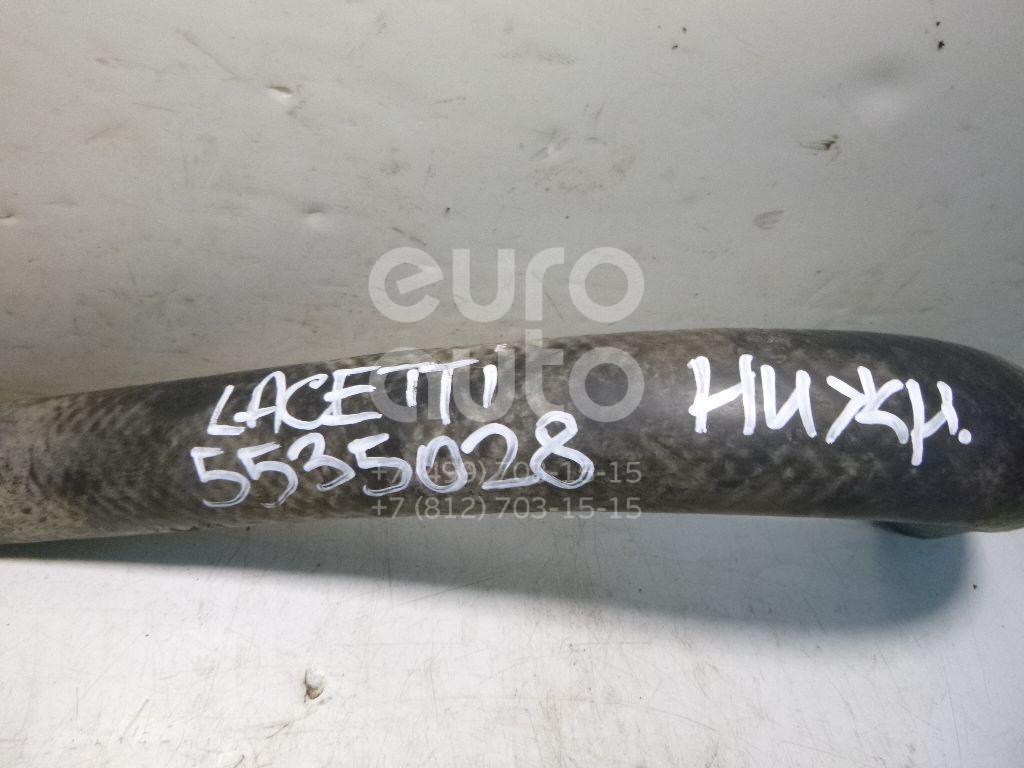 euro
auto
LACETTI
нижн.
5535028
+7 (499) 703-15-15
+7 (812) 703-15-15